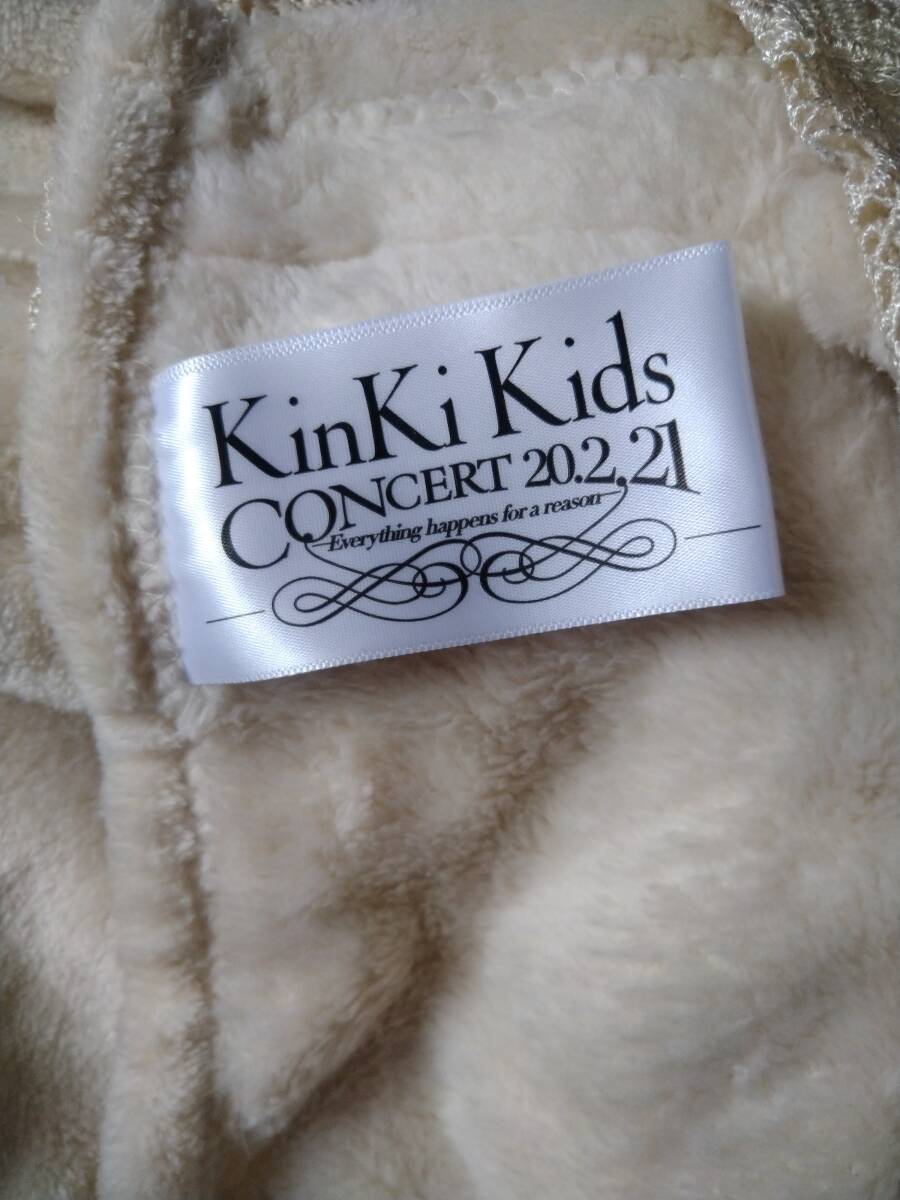 KinKi Kids
CONCERT 20.2.21
—Everything happens for a reason—